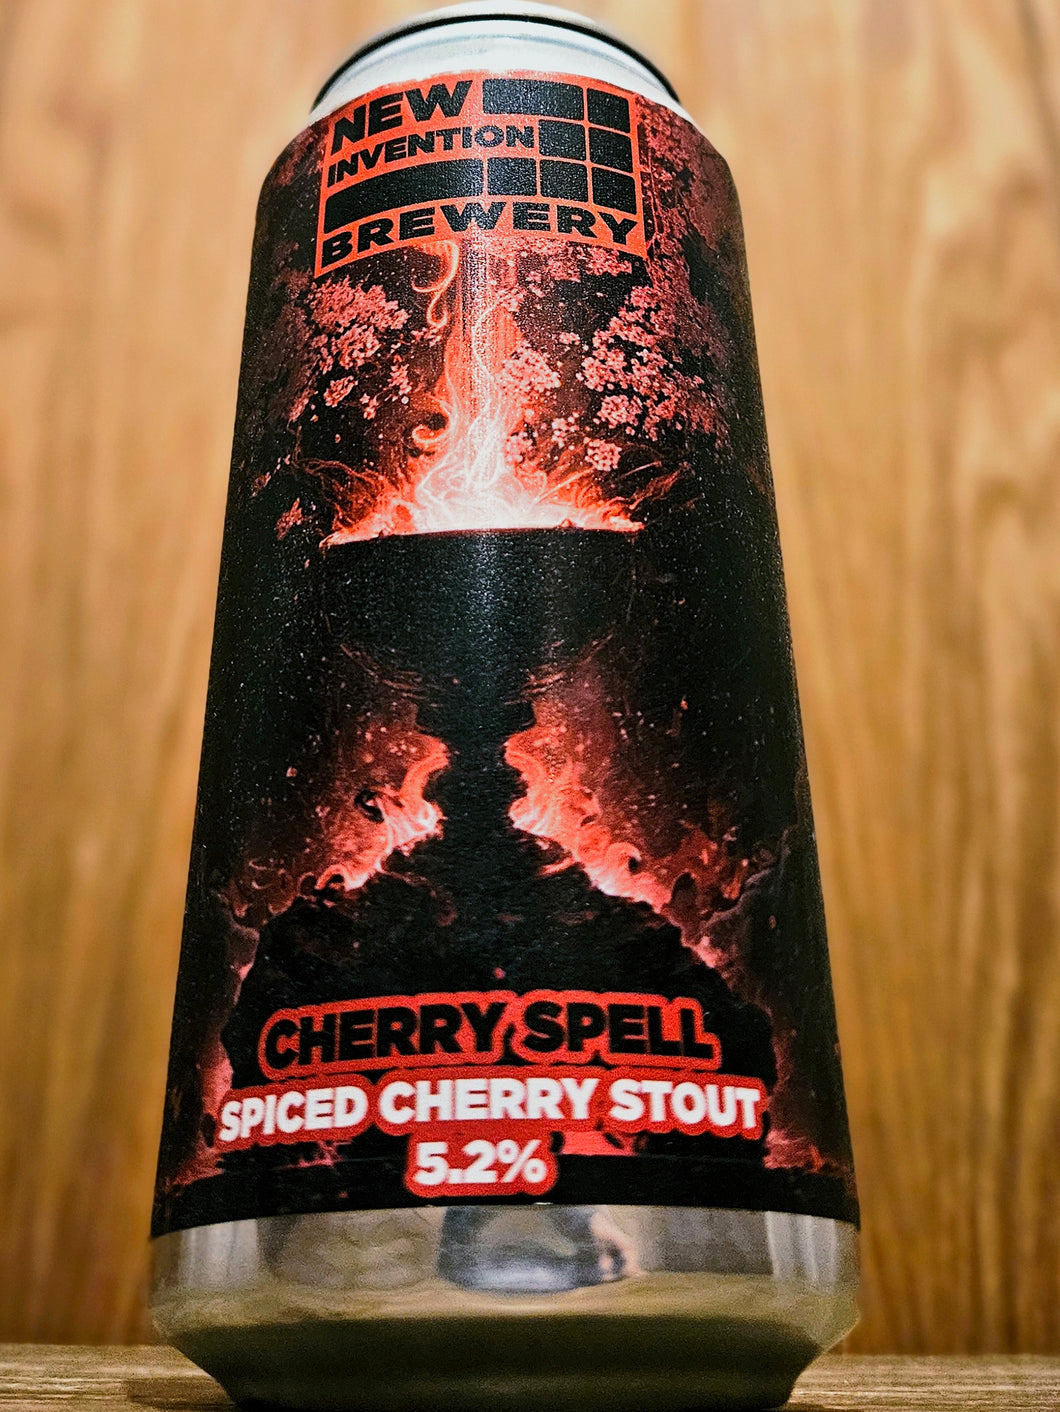 NEW
INVENTION
BREWERY
CHERRY SPELL
SPICED CHERRY STOUT
5.2%